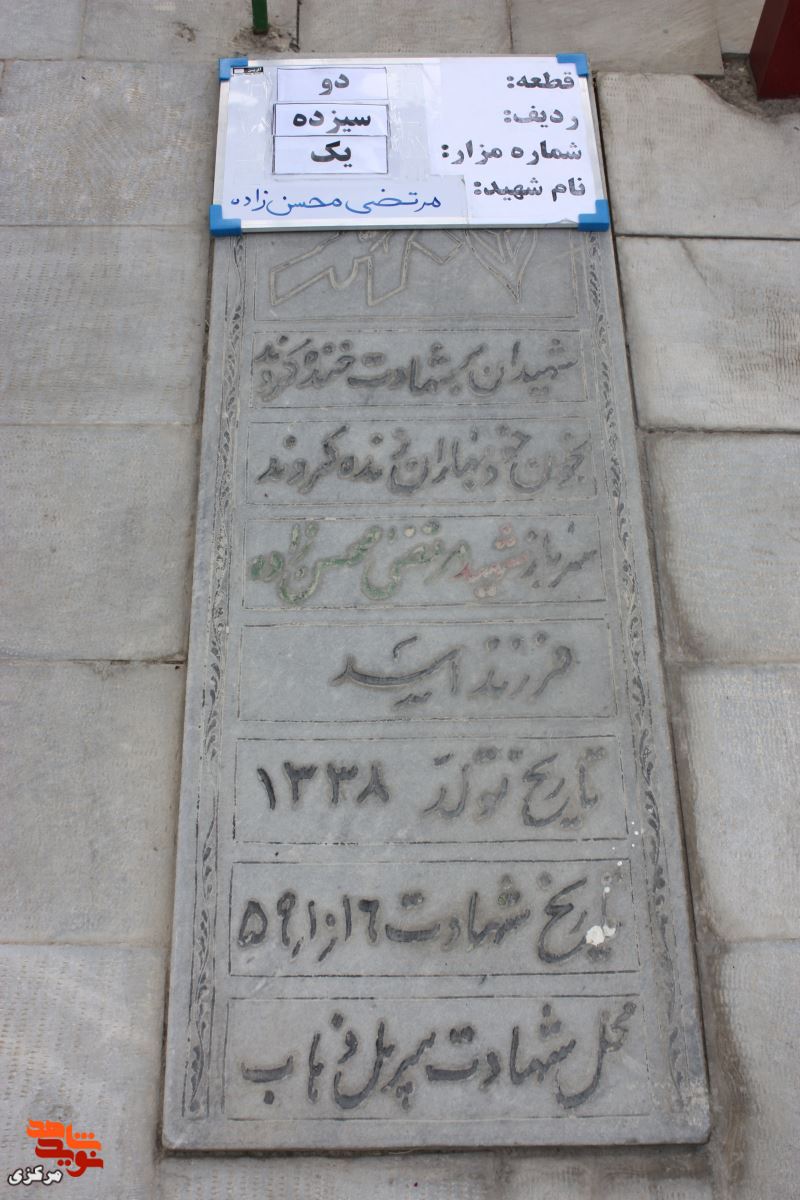 قطعه: دو
ردیف: سیزده
شماره مزار: یک
نام شهید: مرتضی محسن زاده
شهیدان بشهادت خنده کردند
بخون خود بهاران زنده کردند
سرباز شهید مرتضی محسن زاده
فرزند اسد
تاریخ تولد ۱۳۳۸
تاریخ شهادت ۵۹٫۱۰٫۱۶
محل شهادت سرپل ذهاب
نوید شاهد
مرکزی